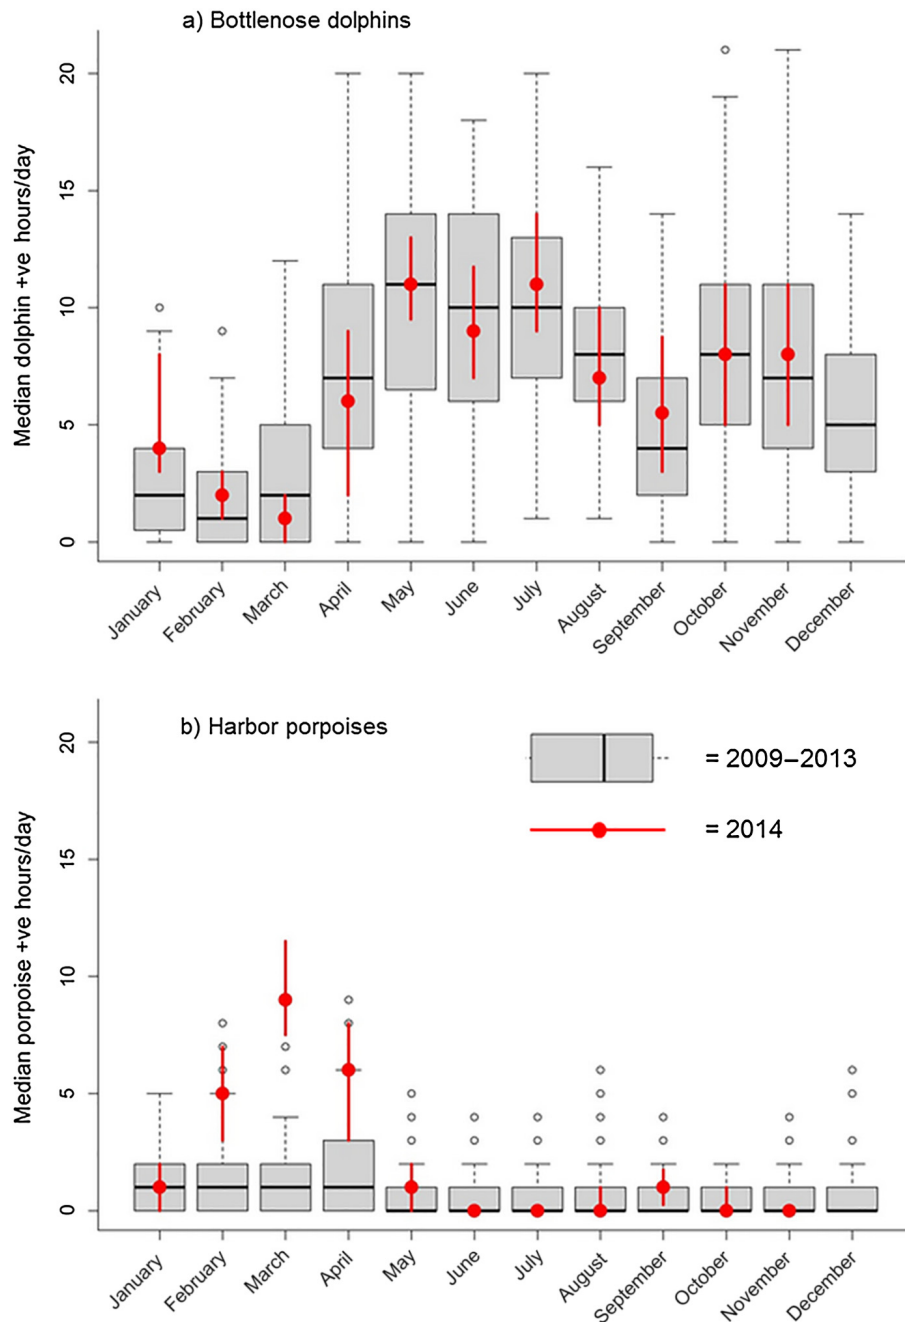 a) Bottlenose dolphins
Median dolphin +ve hours/day
20
15
10
5
0
January
February
March
April
May
June
July
August
September
October
November
December
b) Harbor porpoises
= 2009–2013
= 2014
Median porpoise +ve hours/day
20
15
10
5
0
January
February
March
April
May
June
July
August
September
October
November
December